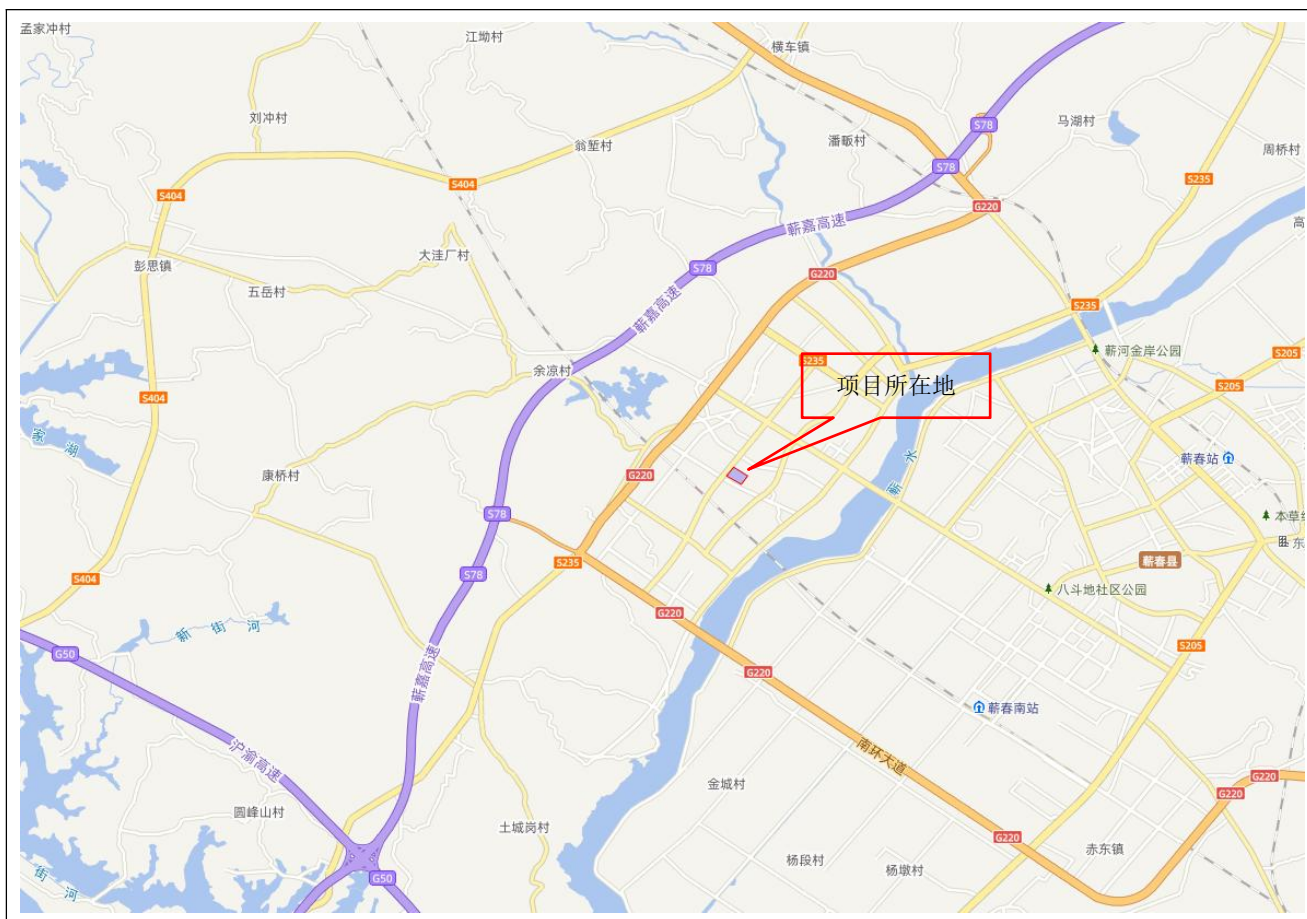 孟家冲村
江坳村
横车镇
刘冲村
S78
马湖村
翁堑村
潘畈村
周桥村
S78
S404
S404
S235
G220
高
蕲嘉高速
大洼厂村
彭思镇
S78
G220
五岳村
蕲嘉高速
S235
蕲河金岸公园
S235
S205
余凉村
项目所在地
S205
S404
家湖
蕲水
蕲春站
康桥村
G220
S78
本草
东
S235
蕲春县
S78
S404
八斗地社区公园
G220
新街河
S205
G50
蕲嘉高速
G220
蕲春南站
沪渝高速
南环大道
金城村
G220
G220
圆峰山村
土城岗村
G220
赤东镇
杨段村
杨墩村
G50
街河